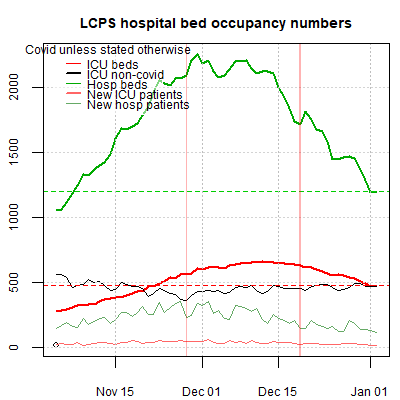 LCPS hospital bed occupancy numbers
Covid unless stated otherwise
ICU beds
ICU non-covid
Hosp beds
New ICU patients
New hosp patients
2000
1500
1000
500
0
Nov 15 Dec 01 Dec 15 Jan 01